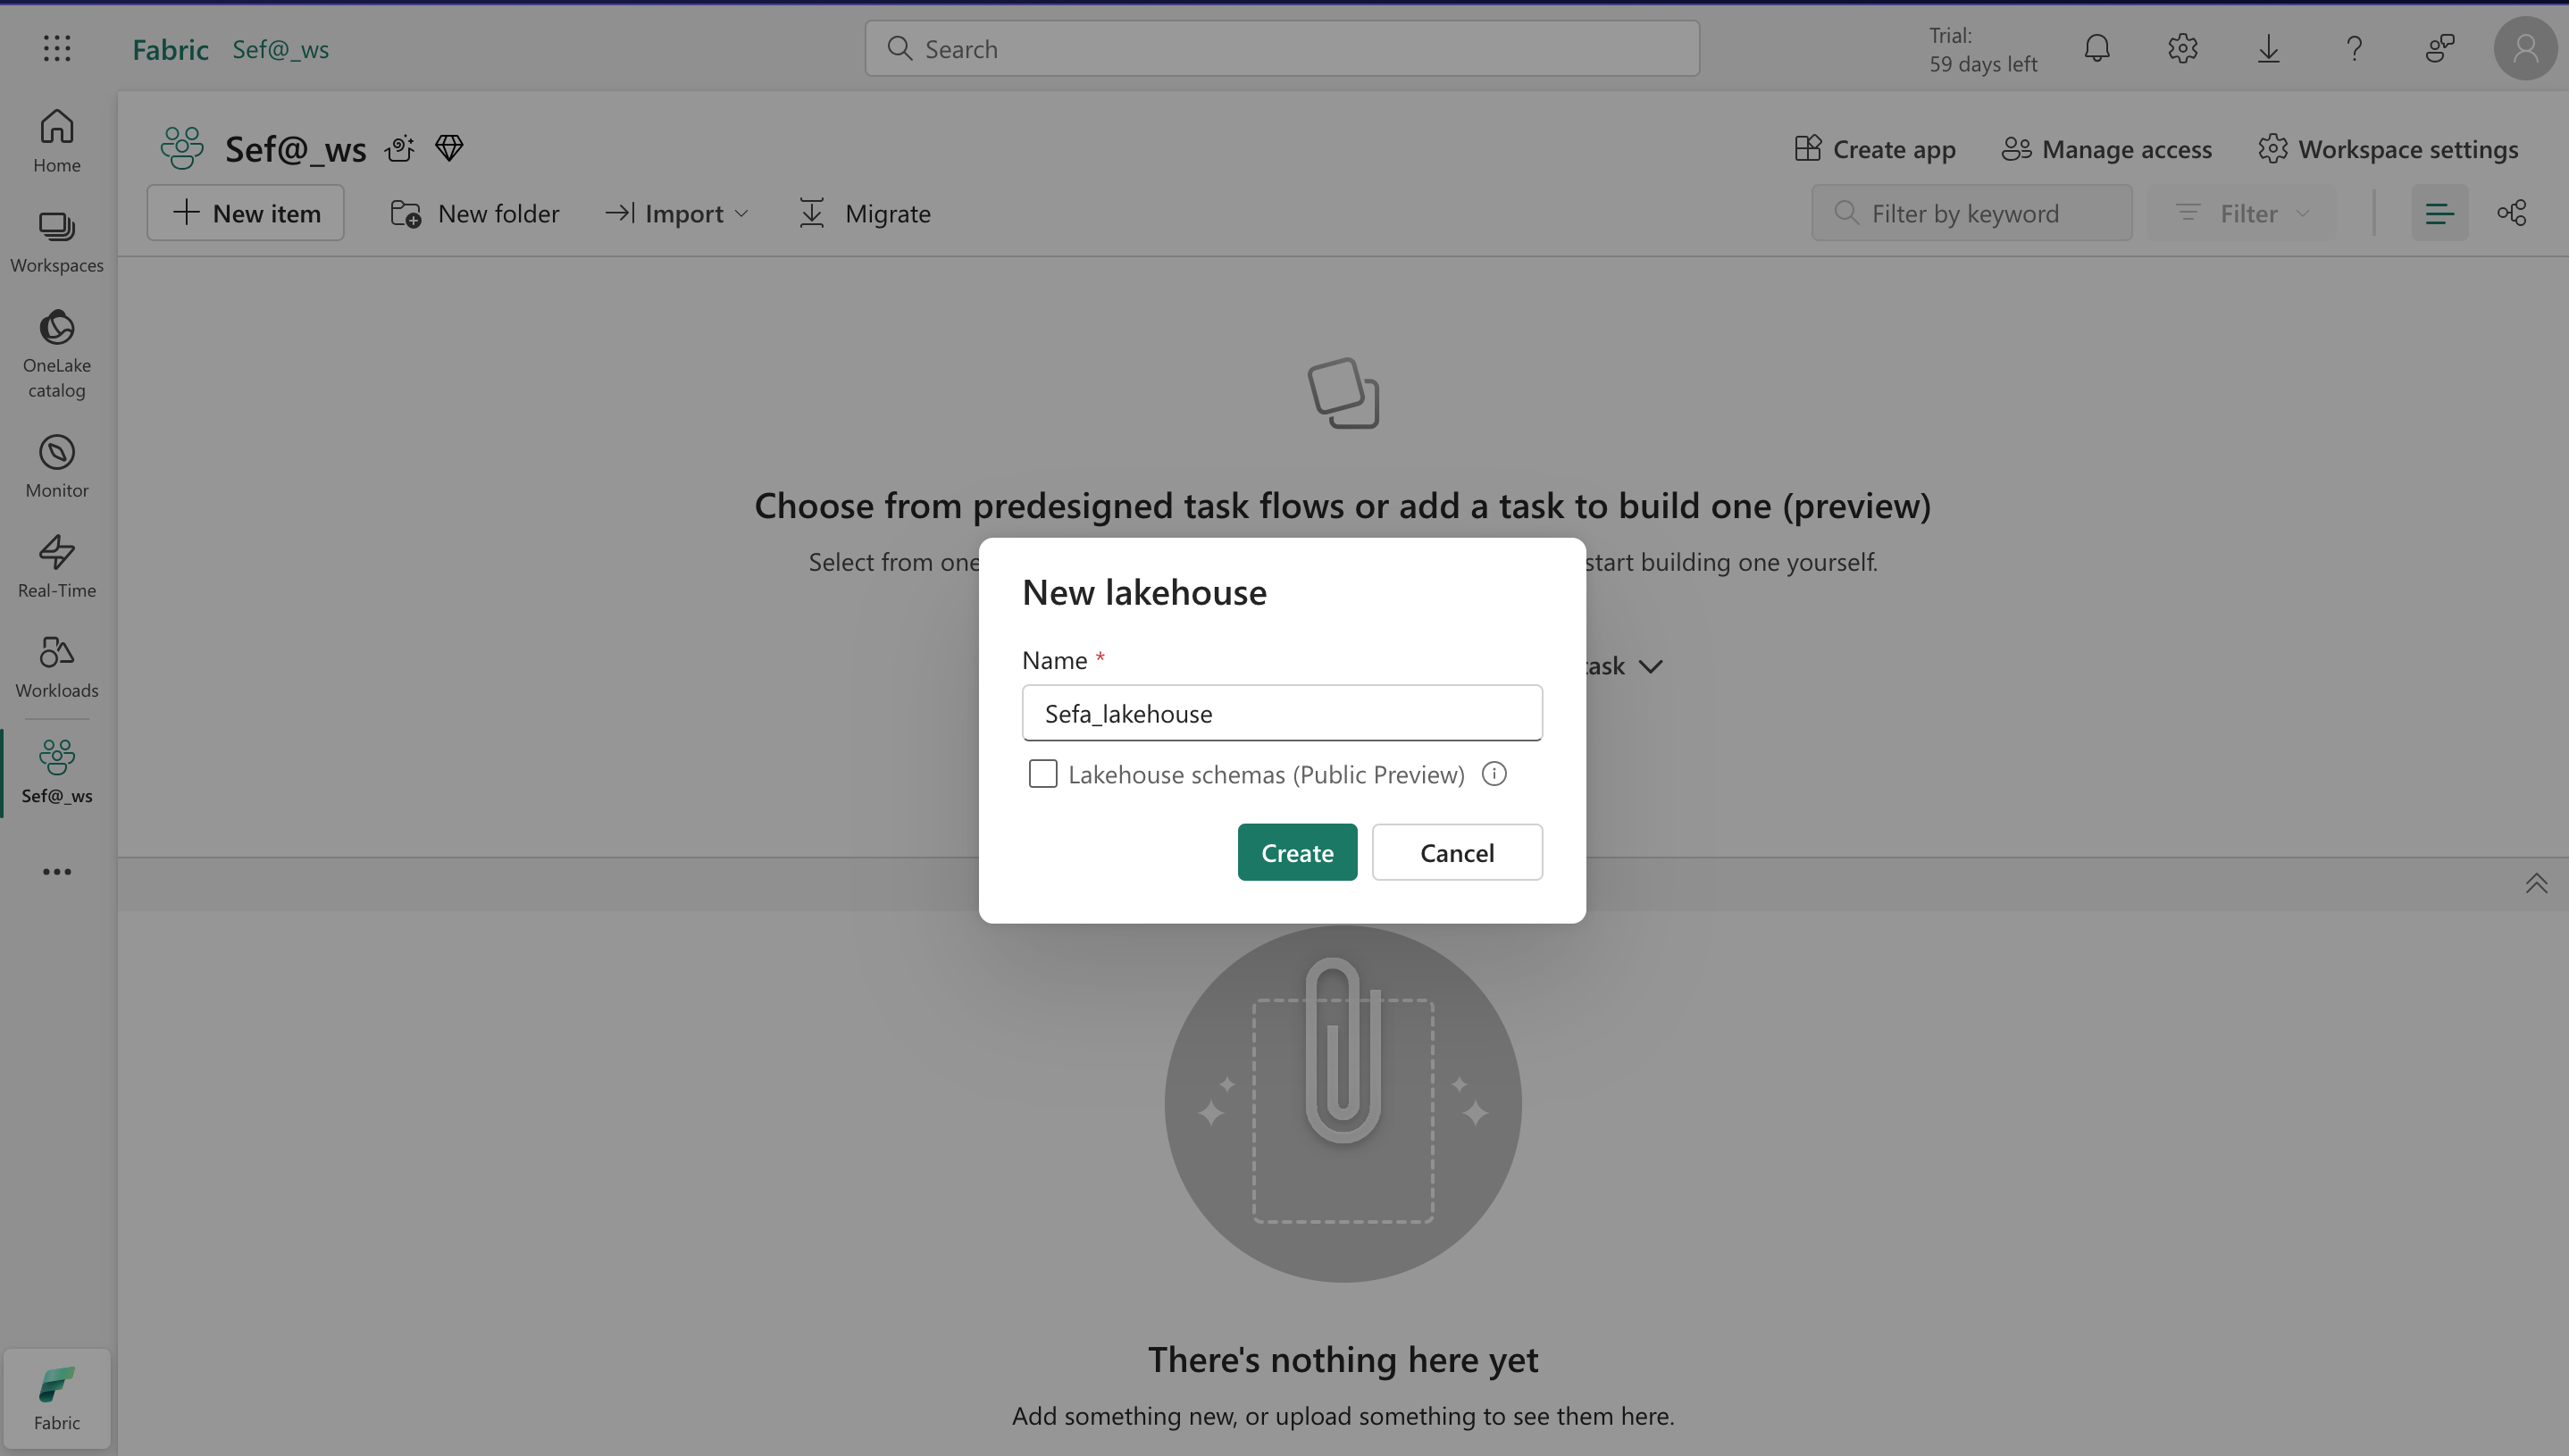 Fabric Sef@_ws
Search
Trial:
59 days left
Home
Workspaces
OneLake
catalog
Monitor
Real-Time
Workloads
Sef@_ws
Fabric
Sef@_ws
Create app
Manage access
Workspace settings
New item
New folder
Import
Migrate
Filter by keyword
Filter
Choose from predesigned task flows or add a task to build one (preview)
Select from one start building one yourself.
task
New lakehouse
Name *
Sefa_lakehouse
Lakehouse schemas (Public Preview)
Create
Cancel
There's nothing here yet
Add something new, or upload something to see them here.